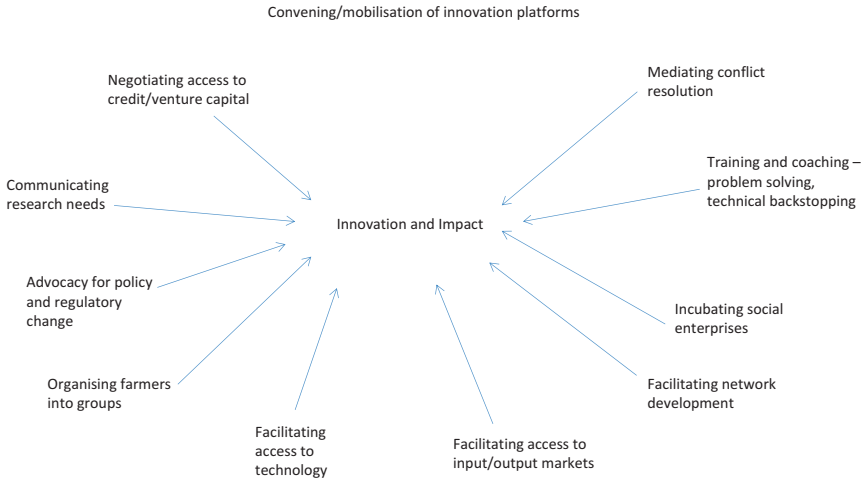 Convening/mobilisation of innovation platforms
Negotiating access to
credit/venture capital
Mediating conflict
resolution
Communicating
research needs
Training and coaching –
problem solving,
technical backstopping
Innovation and Impact
Advocacy for policy
and regulatory
change
Incubating social
enterprises
Organising farmers
into groups
Facilitating network
development
Facilitating
access to
technology
Facilitating access to
input/output markets